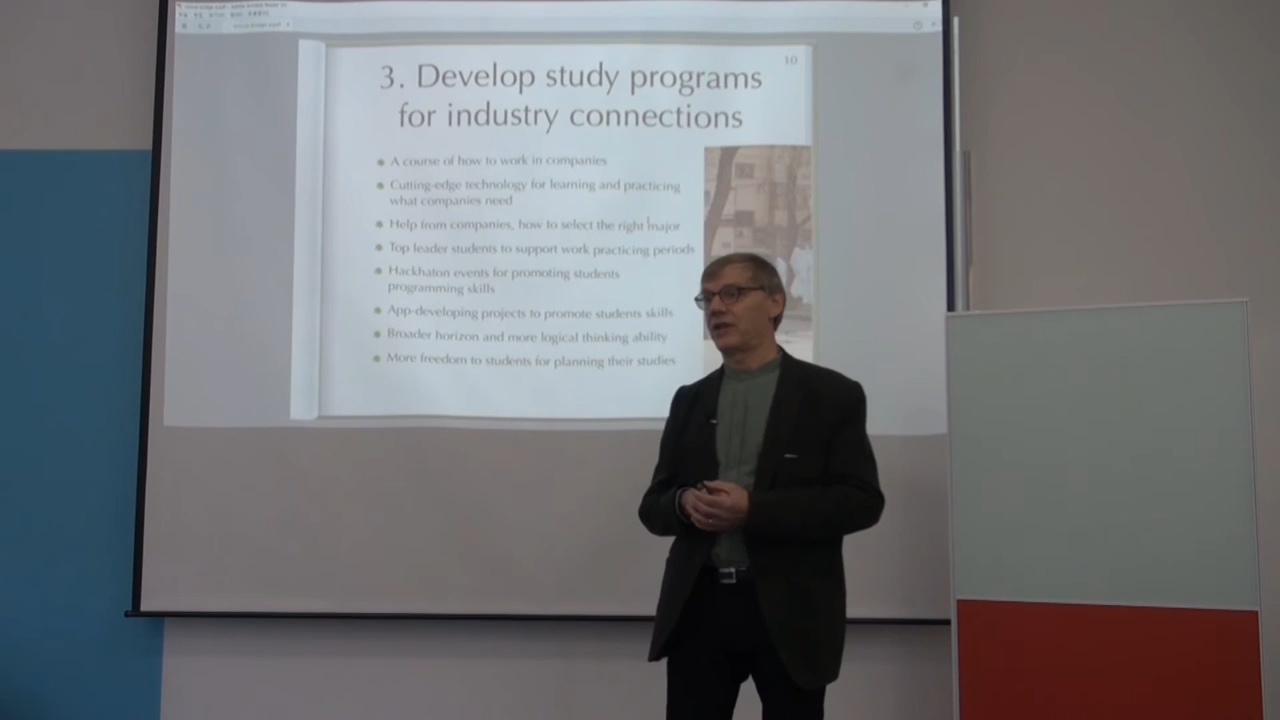 10
3. Develop study programs
for industry connections
A course of how to work in companies
Cutting-edge technology for learning and practicing
what companies need
Help from companies, how to select the right major
Top leader students to support work practicing periods
Hackhaton events for promoting students
programming skills
App-developing projects to promote students skills
Broader horizon and more logical thinking ability
More freedom to students for planning their studies